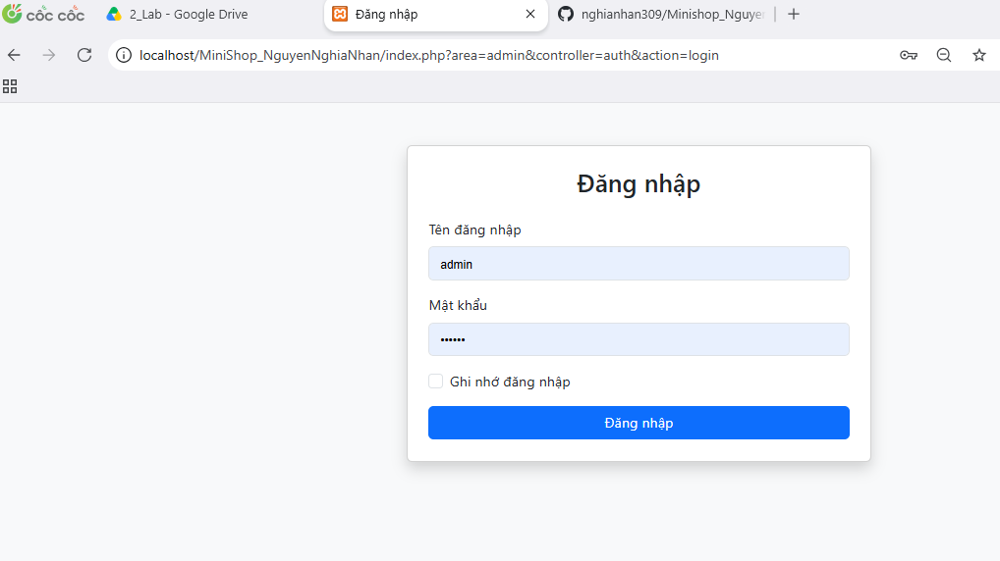 cốc cốc
2_Lab - Google Drive
Đăng nhập
nghianhan309/Minishop_Nguyen
localhost/MiniShop_NguyenNghiaNhan/index.php?area=admin&controller=auth&action=login
Đăng nhập
Tên đăng nhập
admin
Mật khẩu
••••••
Ghi nhớ đăng nhập
Đăng nhập